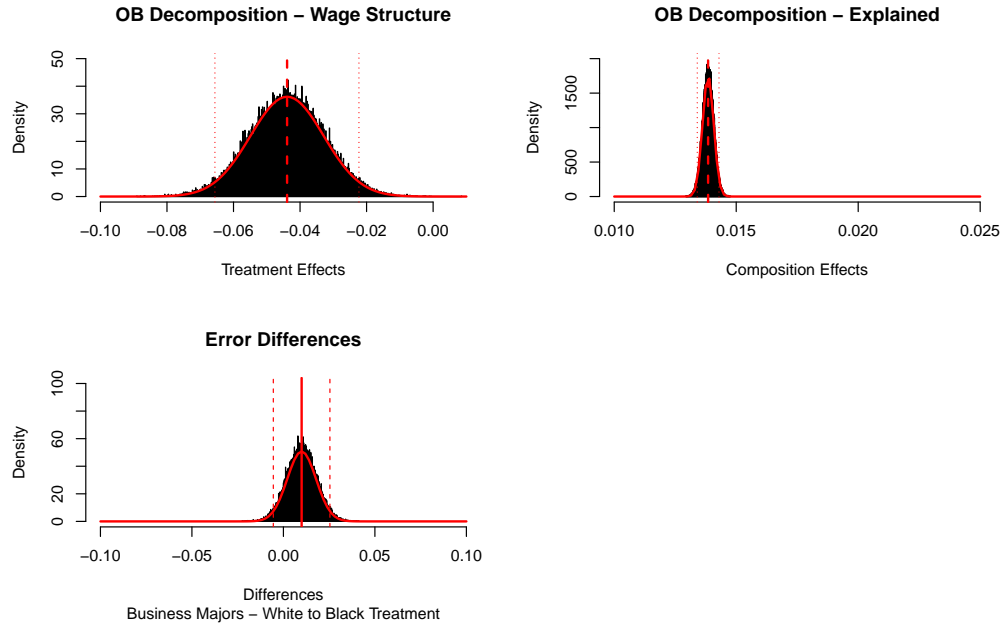 OB Decomposition – Wage Structure
Density
0 10 30 50
−0.10 −0.08 −0.06 −0.04 −0.02 0.00
Treatment Effects
OB Decomposition – Explained
Density
0 500 1500
0.010 0.015 0.020 0.025
Composition Effects
Error Differences
Density
0 20 60 100
−0.10 −0.05 0.00 0.05 0.10
Differences
Business Majors – White to Black Treatment